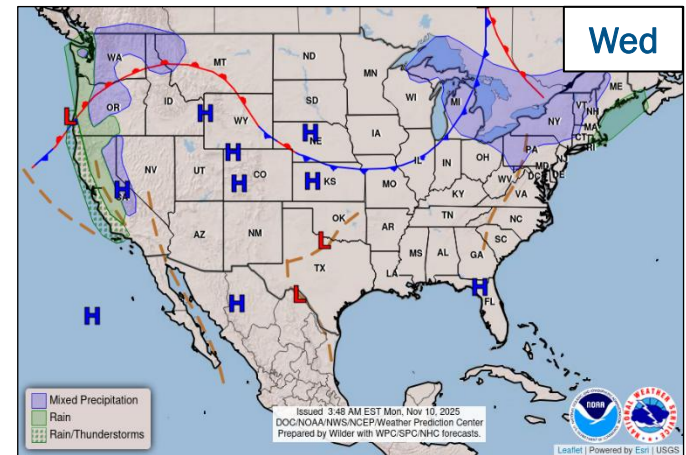 Wed
WA
MT
ND
MN
ME
OR
ID
WY
SD
WI
MI
VT
NH
NY
MA
CT
RI
L
H
H
H
NE
IA
PA
NV
UT
H
CO
H
KS
IL
IN
OH
MO
WV
MD
DC
DE
VA
KY
H
CA
AZ
NM
OK
AR
TN
NC
SC
L
TX
MS
AL
GA
LA
H
FL
L
H
H
Mixed Precipitation
Rain
Rain/Thunderstorms
Issued 3:48 AM EST Mon, Nov 10, 2025
DOC/NOAA/NWS/NCEP/Weather Prediction Center
Prepared by Wilder with WPC/SPC/NHC forecasts.
NOAA
NATIONAL WEATHER SERVICE
Leaflet | Powered by Esri | USGS